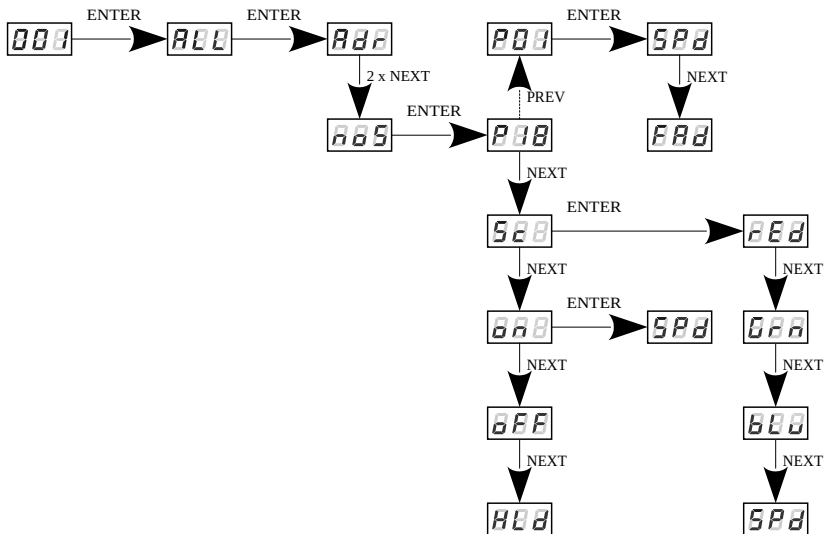 001 ENTER ALL ENTER Adr P01 ENTER SPd
2 x NEXT PREV NEXT
noS ENTER P18 FAd
NEXT
Sc ENTER rEd
NEXT NEXT
on ENTER SPd Grn
NEXT NEXT
oFF bLu
NEXT NEXT
HLd SPd